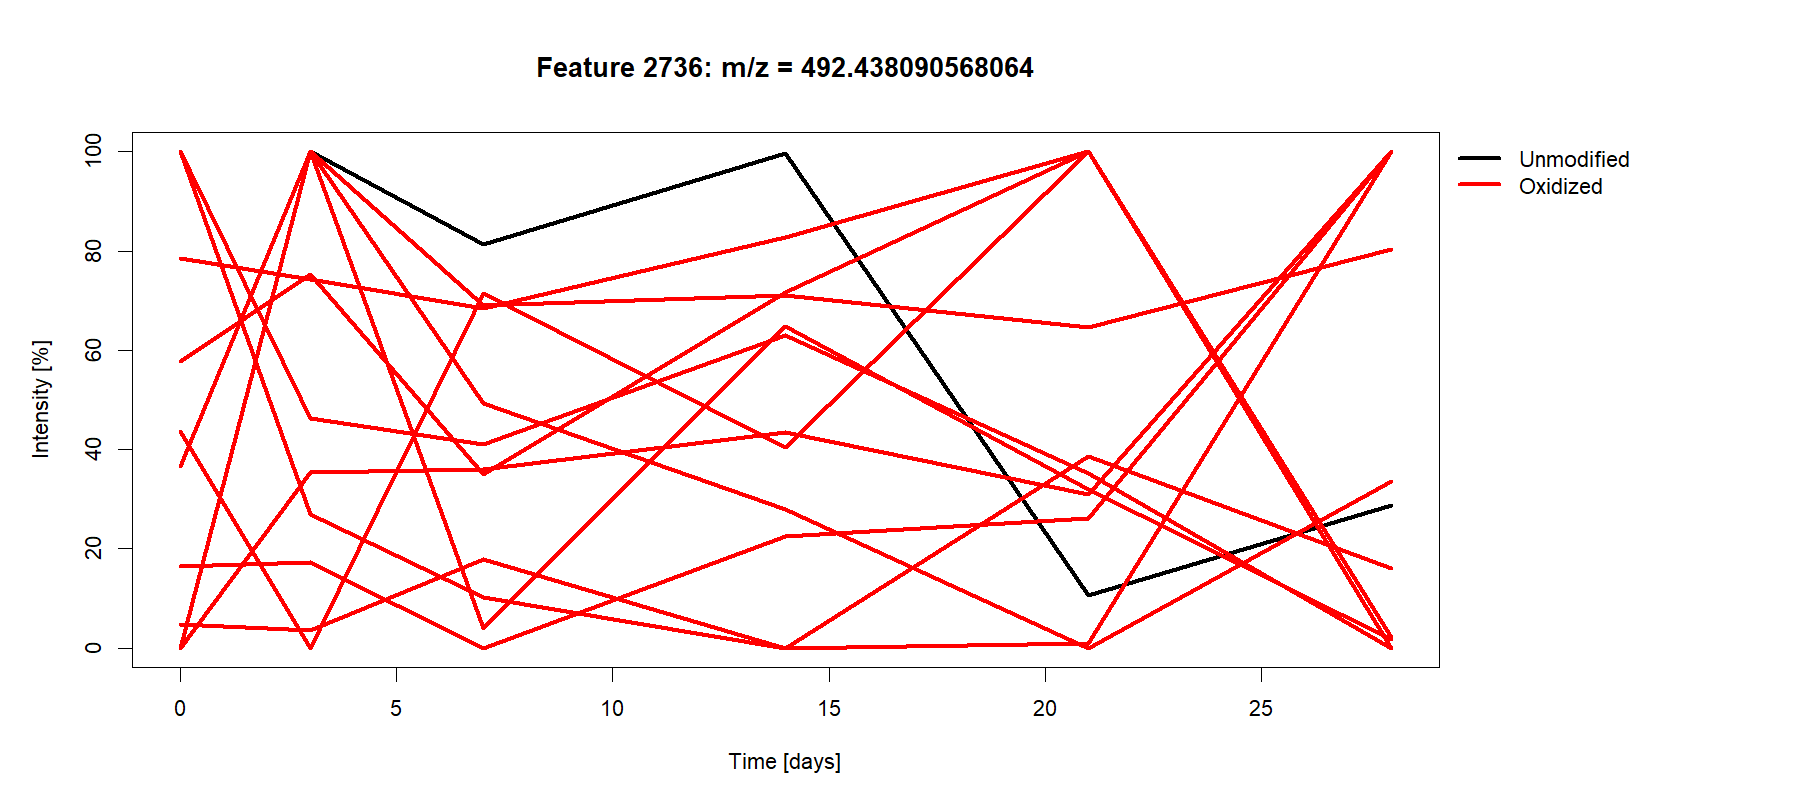 Feature 2736: m/z = 492.438090568064
Unmodified
Oxidized
Intensity [%]
100
80
60
40
20
0
0 5 10 15 20 25
Time [days]